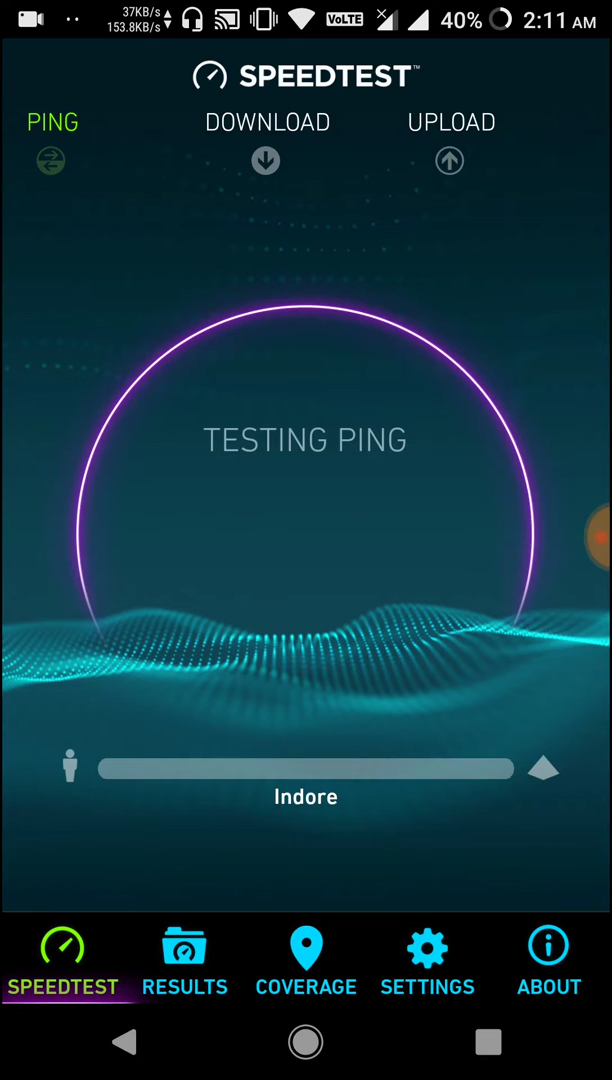 37KB/s
153.8KB/s
VoLTE
40%
2:11 AM
SPEEDTEST™
PING DOWNLOAD UPLOAD
TESTING PING
Indore
SPEEDTEST RESULTS COVERAGE SETTINGS ABOUT